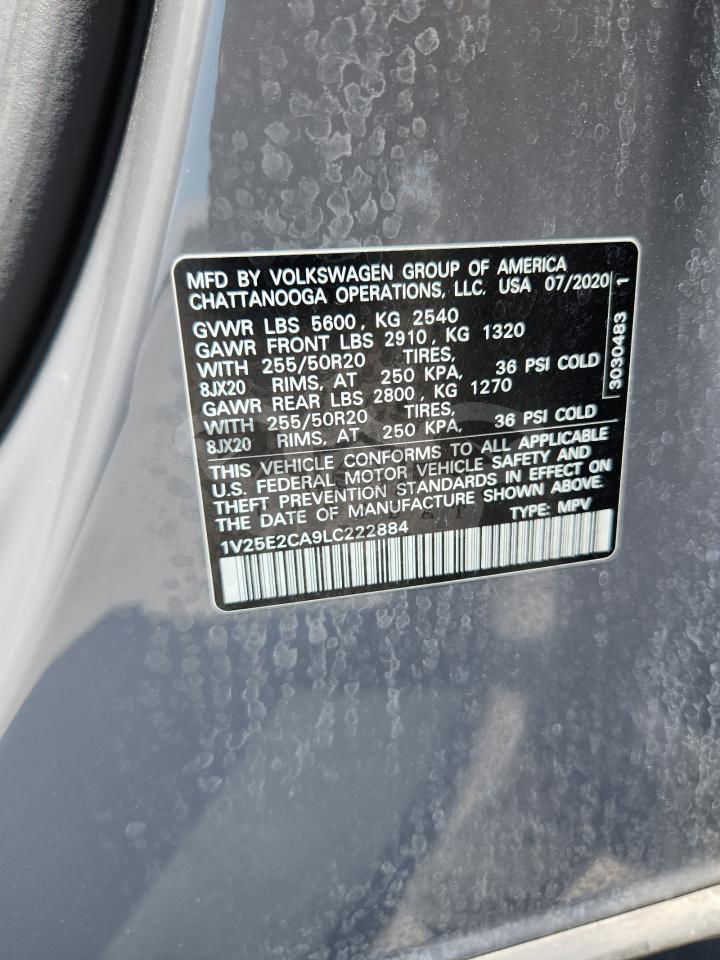 MFD BY VOLKSWAGEN GROUP OF AMERICA
CHATTANOOGA OPERATIONS, LLC. USA 07/2020
GVWR LBS 5600, KG 2540
GAWR FRONT LBS 2910, KG 1320
WITH 255/50R20 TIRES,
8JX20 RIMS, AT 250 KPA, 36 PSI COLD
GAWR REAR LBS 2800, KG 1270
WITH 255/50R20 TIRES,
8JX20 RIMS, AT 250 KPA, 36 PSI COLD
THIS VEHICLE CONFORMS TO ALL APPLICABLE
U.S. FEDERAL MOTOR VEHICLE SAFETY AND
THEFT PREVENTION STANDARDS IN EFFECT ON
THE DATE OF MANUFACTURE SHOWN ABOVE.
1V25E2CA9LC222884 TYPE: MPV
3030483 1